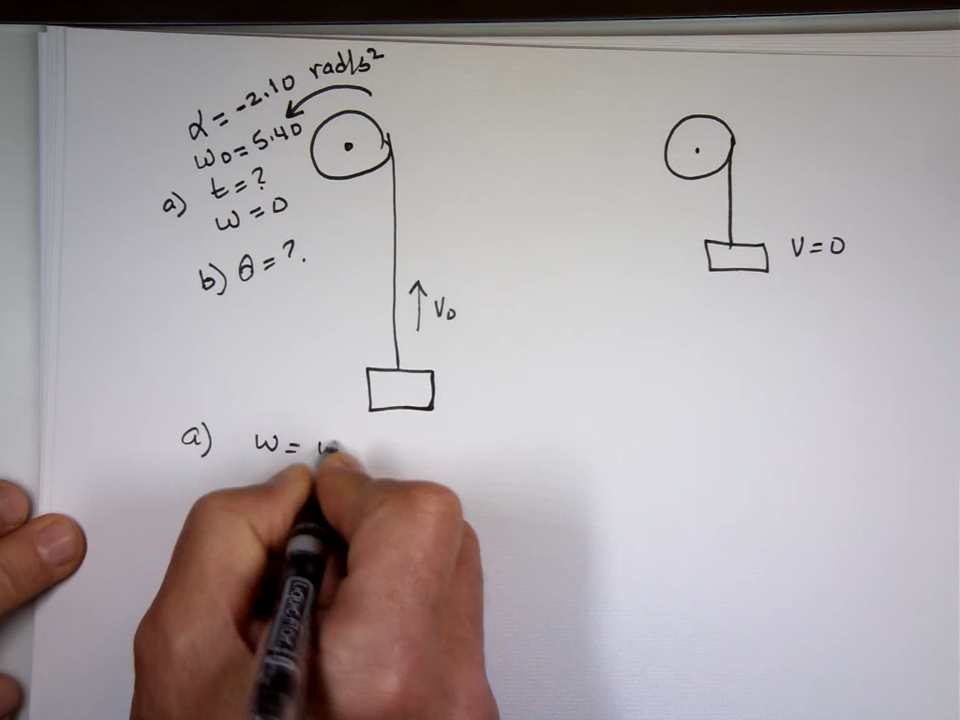 α = -2.10 rad/s²
ω0 = 5.40
a) t = ?
ω = 0
b) θ = ?.
V0
V = 0
a) ω =